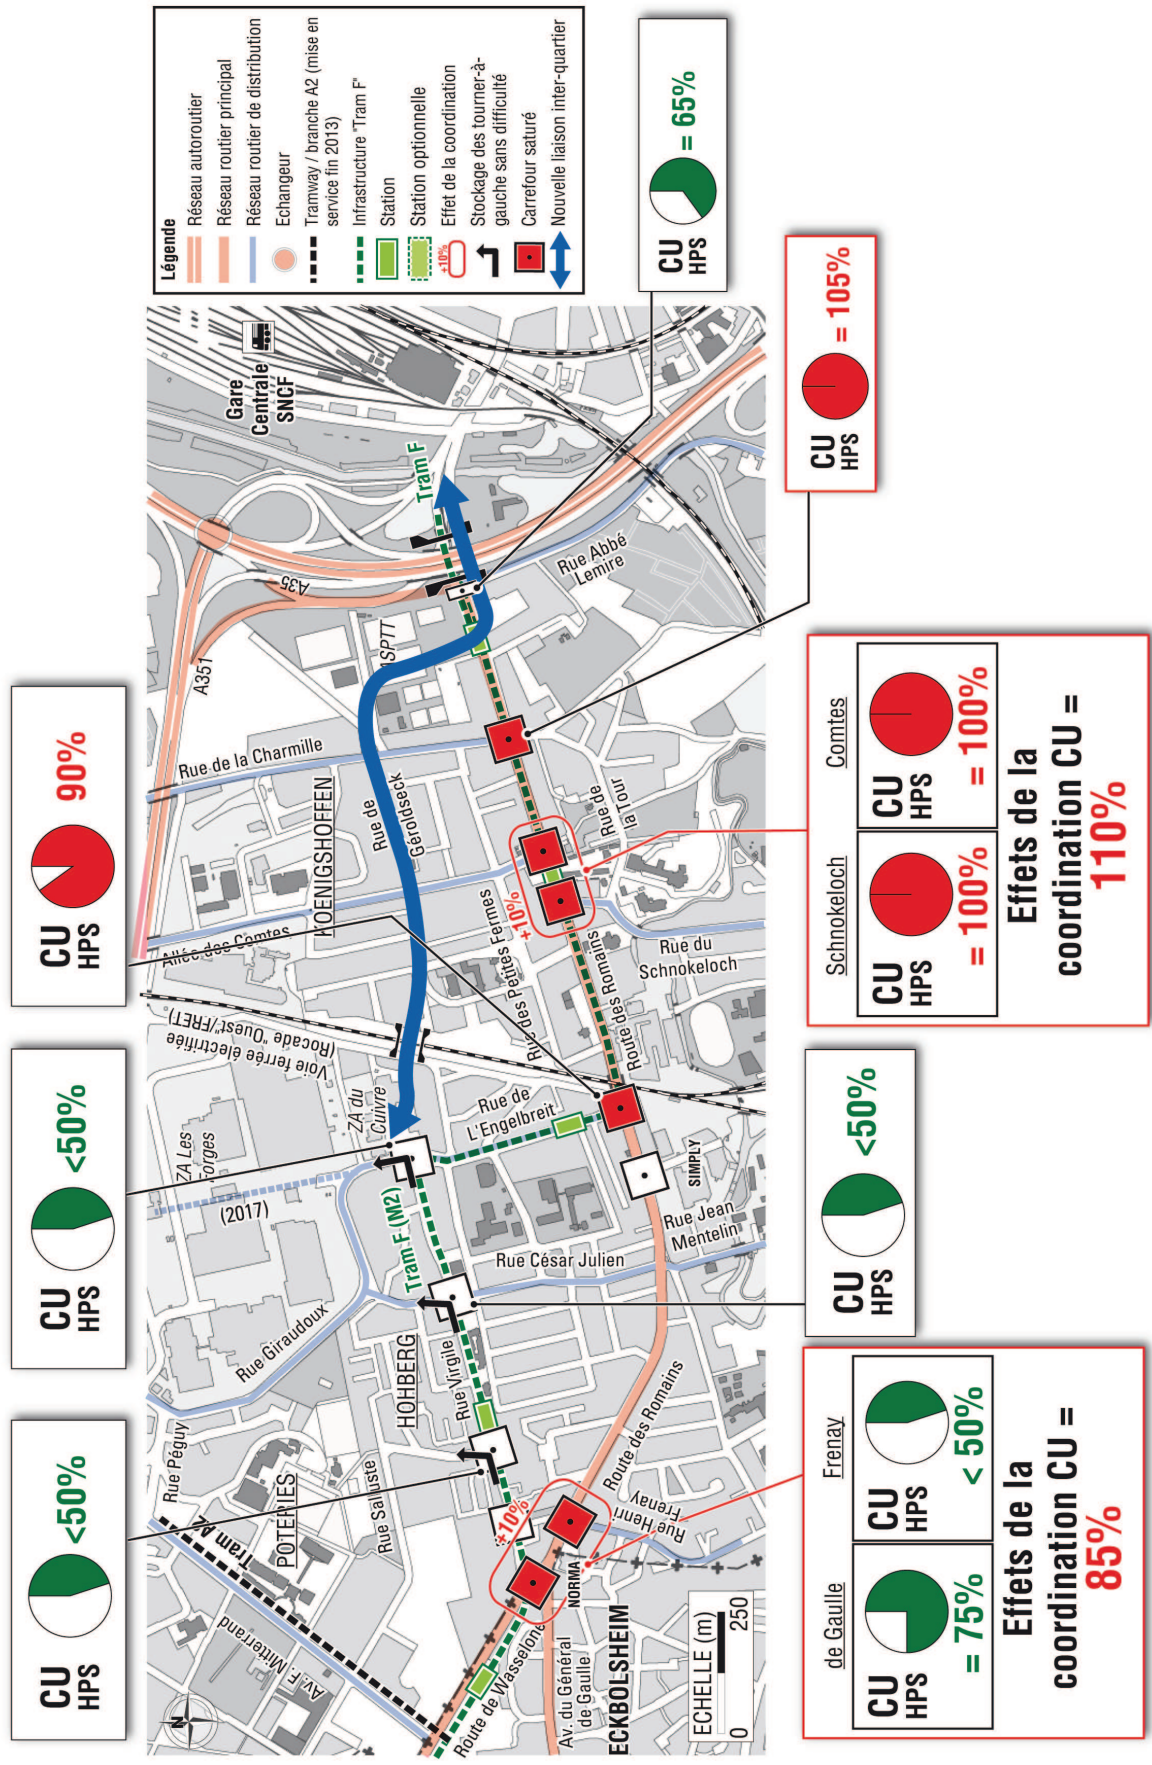 CU
HPS
<50%
CU
HPS
<50%
CU
HPS
90%
Légende
Réseau autoroutier
Réseau routier principal
Réseau routier de distribution
Echangeur
Tramway / branche A2 (mise en
service fin 2013)
Infrastructure "Tram F"
Station
Station optionnelle
+10%
Effet de la coordination
Stockage des tourner-à-
gauche sans difficulté
Carrefour saturé
Nouvelle liaison inter-quartier
N
Av. F. Mitterrand
Tram A2
Rue Péguy
POTERIES
Rue Saluste
Rue Giraudoux
HOHBERG
Rue Virgile
Tram F (M2)
(2017)
ZA Les
Forges
ZA du
Cuivre
Voie ferrée électrifiée
(Rocade "Ouest/FRET)
Allée des Comtes
KOENIGSHOFFEN
Rue de la Charmille
Rue de
Géroldseck
A351
A35
ASPTT
Tram F
Gare
Centrale
SNCF
Rue Abbé
Lemire
Rue de
la Tour
+10%
Rue des Petites Fermes
Route des Romains
Rue du
Schnokeloch
Rue de
L'Engelbreit
SIMPLY
Rue Jean
Mentelin
Rue César Julien
Route des Romains
Rue Henri
Frenay
+10%
NORMA
Route de Wasselonne
Av. du Général
de Gaulle
ECKBOLSHEIM
ECHELLE (m)
0
250
de Gaulle
CU
HPS
= 75%
Frenay
CU
HPS
< 50%
Effets de la
coordination CU =
85%
CU
HPS
<50%
Schnokeloch
CU
HPS
= 100%
Comtes
CU
HPS
= 100%
Effets de la
coordination CU =
110%
CU
HPS
= 105%
CU
HPS
= 65%